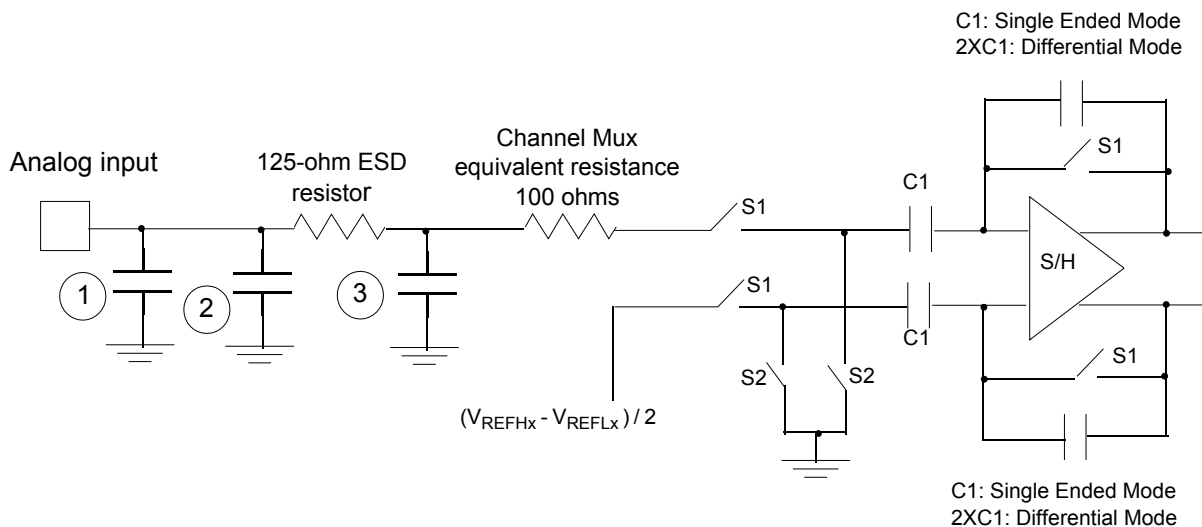 C1: Single Ended Mode
2XC1: Differential Mode
Analog input
125-ohm ESD
resistor
Channel Mux
equivalent resistance
100 ohms
S1
C1
S1
S/H
1
2
3
S1
C1
S1
S2
S2
(VREFHx - VREFLx ) / 2
C1: Single Ended Mode
2XC1: Differential Mode